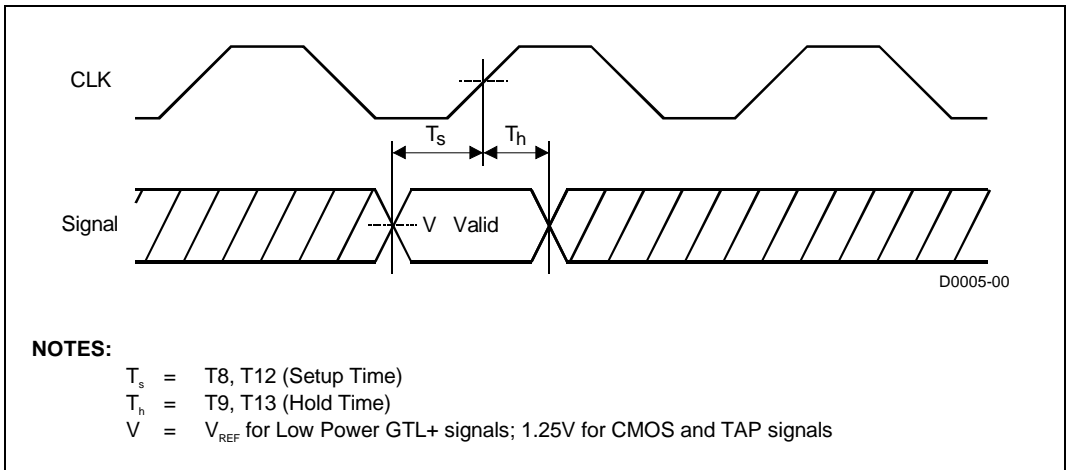 CLK
Ts Th
Signal
V Valid
D0005-00
NOTES:
Ts = T8, T12 (Setup Time)
Th = T9, T13 (Hold Time)
V = VREF for Low Power GTL+ signals; 1.25V for CMOS and TAP signals